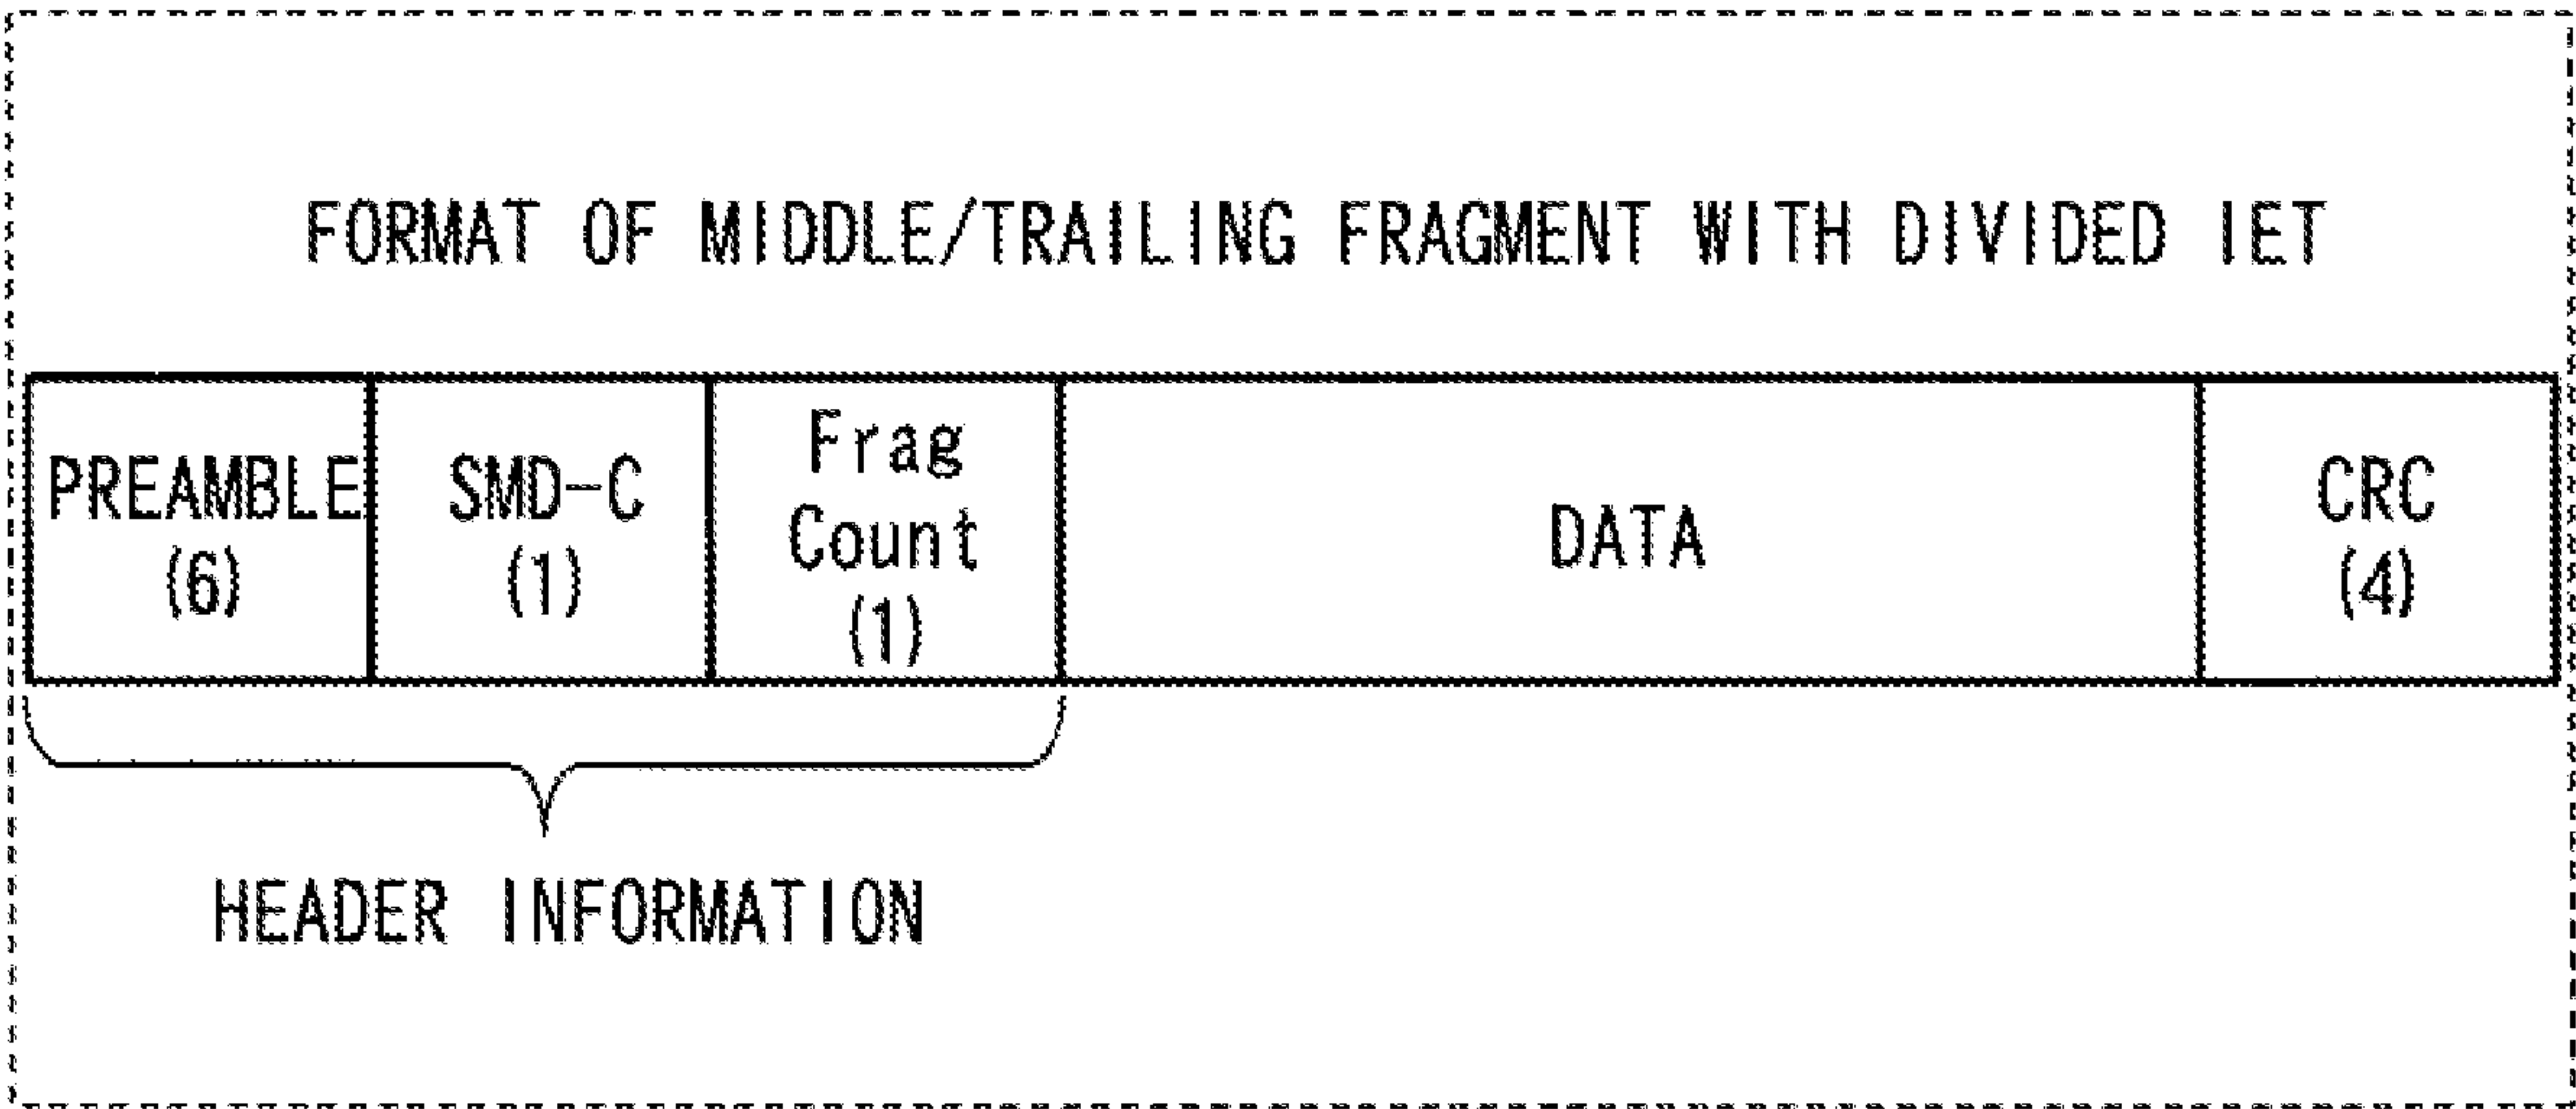 FORMAT OF MIDDLE/TRAILING FRAGMENT WITH DIVIDED IET
PREAMBLE
(6)
SMD-C
(1)
Frag
Count
(1)
DATA
CRC
(4)
HEADER INFORMATION